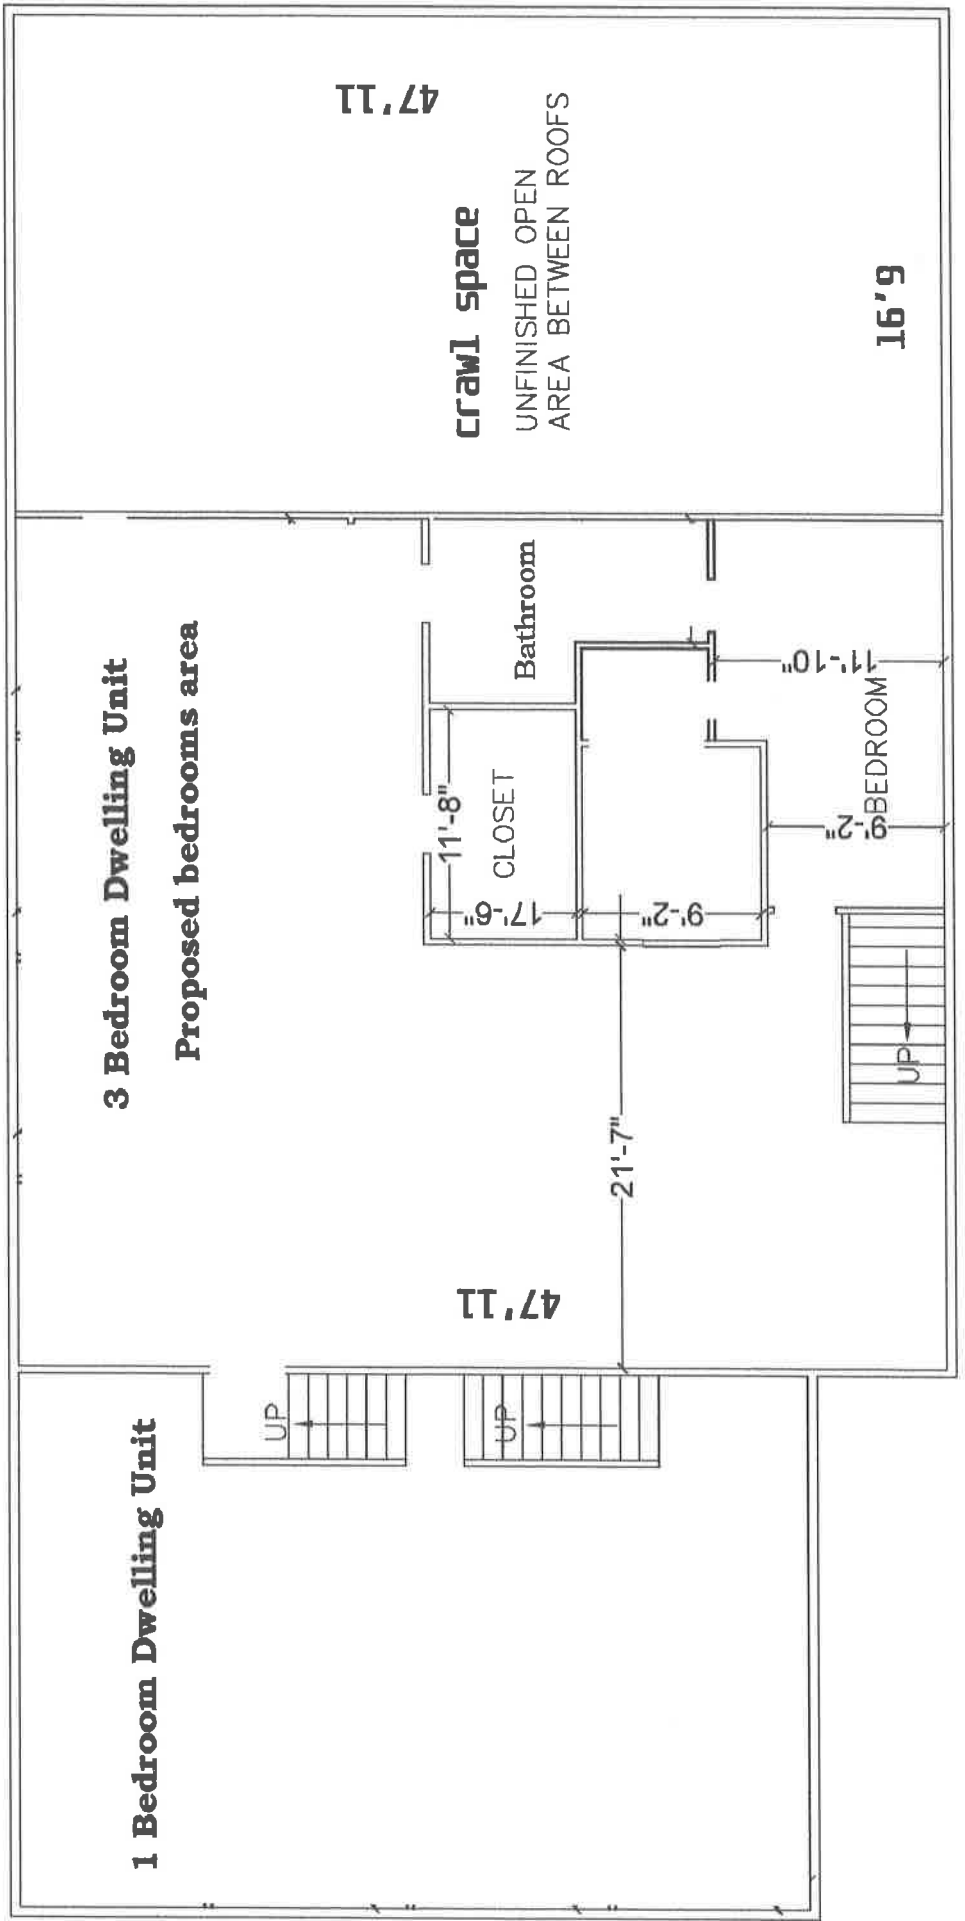 1 Bedroom Dwelling Unit
3 Bedroom Dwelling Unit
Proposed bedrooms area
47'11
crawl space
UNFINISHED OPEN
AREA BETWEEN ROOFS
16'9
Bathroom
11'-8"
CLOSET
17'-6"
9'-2"
11'-10"
BEDROOM
9'-2"
21'-7"
47'11
UP
UP
UP